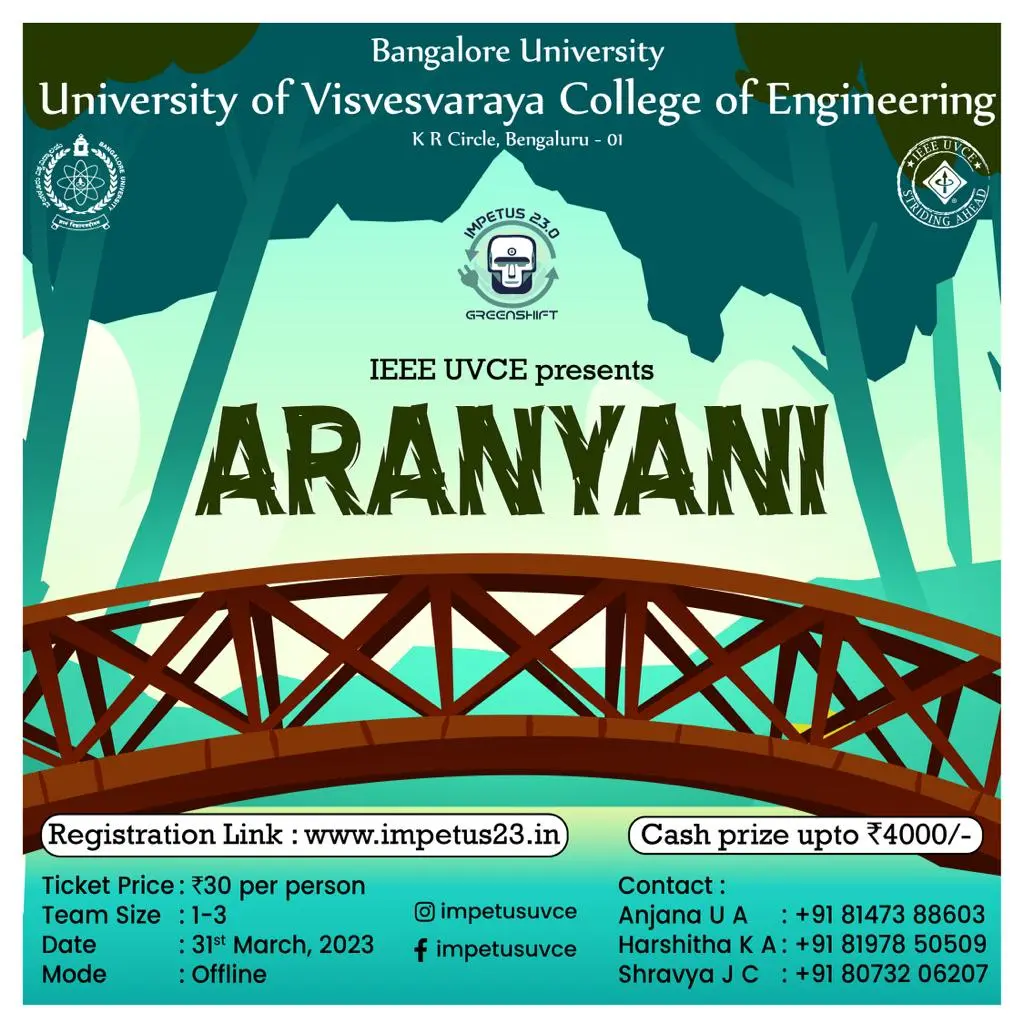 Bangalore University
University of Visvesvaraya College of Engineering
K R Circle, Bengaluru - 01
BANGALORE UNIVERSITY
IEEE UVCE
STRIDING AHEAD
IMPETUS 23.0
GREENSHIFT
IEEE UVCE presents
ARANYANI
Registration Link : www.impetus23.in
Cash prize upto ₹4000/-
Ticket Price : ₹30 per person
Team Size : 1-3
Date : 31st March, 2023
Mode : Offline
impetusuvce
impetusuvce
Contact :
Anjana U A : +91 81473 88603
Harshitha K A : +91 81978 50509
Shravya J C : +91 80732 06207